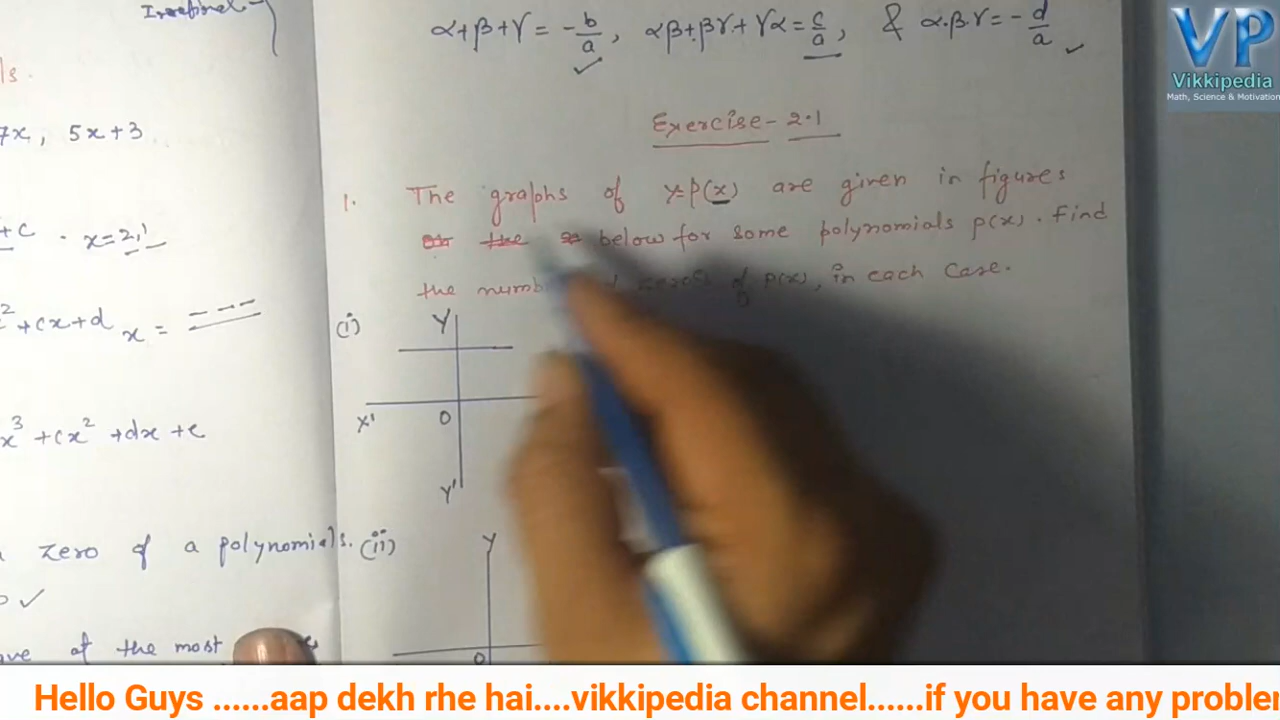 ls.
7x, 5x+3
+c . x=2,1
² +cx+d x = ----
x³ +cx² +dx +e
zero of a polynomials.
of the most
α+β+γ = -b/a, αβ+βγ+γα = c/a, & α.β.γ = -d/a
Exercise-2.1
1. The graphs of y=p(x) are given in figures
below for some polynomials p(x). Find
the of p(x), in each case.
(i) Y
X' O
Y'
(ii) Y
O
VP
Vikkipedia
Math, Science & Motivation
Hello Guys ......aap dekh rhe hai....vikkipedia channel......if you have any probler